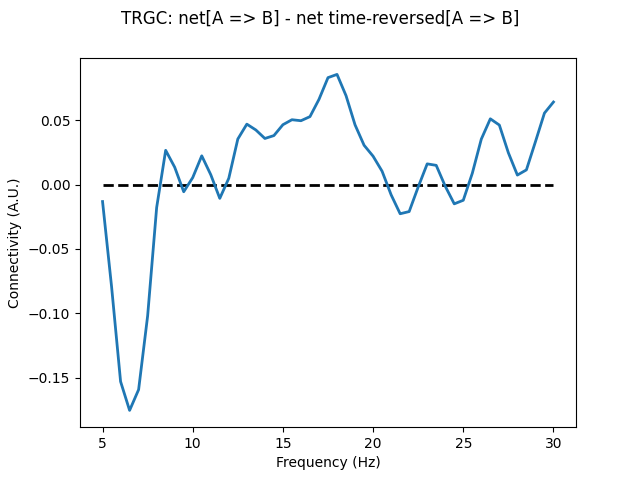 TRGC: net[A => B] - net time-reversed[A => B]
0.05
0.00
−0.05
−0.10
−0.15
Connectivity (A.U.)
5 10 15 20 25 30
Frequency (Hz)